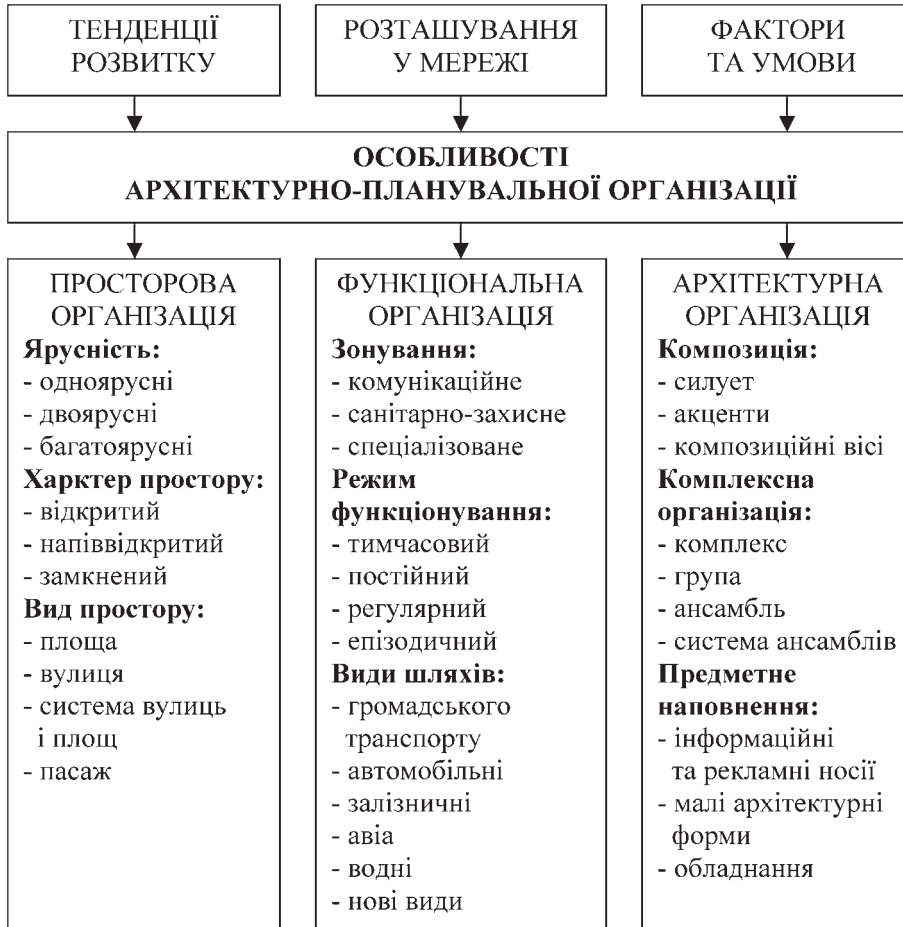 ТЕНДЕНЦІЇ
РОЗВИТКУ
РОЗТАШУВАННЯ
У МЕРЕЖІ
ФАКТОРИ
ТА УМОВИ
ОСОБЛИВОСТІ
АРХІТЕКТУРНО-ПЛАНУВАЛЬНОЇ ОРГАНІЗАЦІЇ
ПРОСТОРОВА
ОРГАНІЗАЦІЯ
Ярусність:
- одноярусні
- двоярусні
- багатоярусні
Харктер простору:
- відкритий
- напіввідкритий
- замкнений
Вид простору:
- площа
- вулиця
- система вулиць
і площ
- пасаж
ФУНКЦІОНАЛЬНА
ОРГАНІЗАЦІЯ
Зонування:
- комунікаційне
- санітарно-захисне
- спеціалізоване
Режим
функціонування:
- тимчасовий
- постійний
- регулярний
- епізодичний
Види шляхів:
- громадського
транспорту
- автомобільні
- залізничні
- авіа
- водні
- нові види
АРХІТЕКТУРНА
ОРГАНІЗАЦІЯ
Композиція:
- силует
- акценти
- композиційні вісі
Комплексна
організація:
- комплекс
- група
- ансамбль
- система ансамблів
Предметне
наповнення:
- інформаційні
та рекламні носії
- малі архітектурні
форми
- обладнання